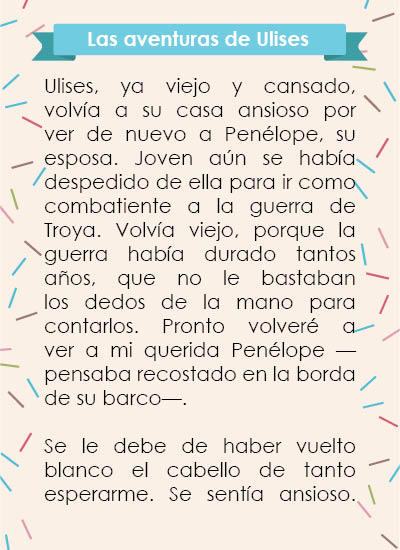 Las aventuras de Ulises
Ulises, ya viejo y cansado,
volvía a su casa ansioso por
ver de nuevo a Penélope, su
esposa. Joven aún se había
despedido de ella para ir como
combatiente a la guerra de
Troya. Volvía viejo, porque la
guerra había durado tantos
años, que no le bastaban
los dedos de la mano para
contarlos. Pronto volveré a
ver a mi querida Penélope —
pensaba recostado en la borda
de su barco—.
Se le debe de haber vuelto
blanco el cabello de tanto
esperarme. Se sentía ansioso.